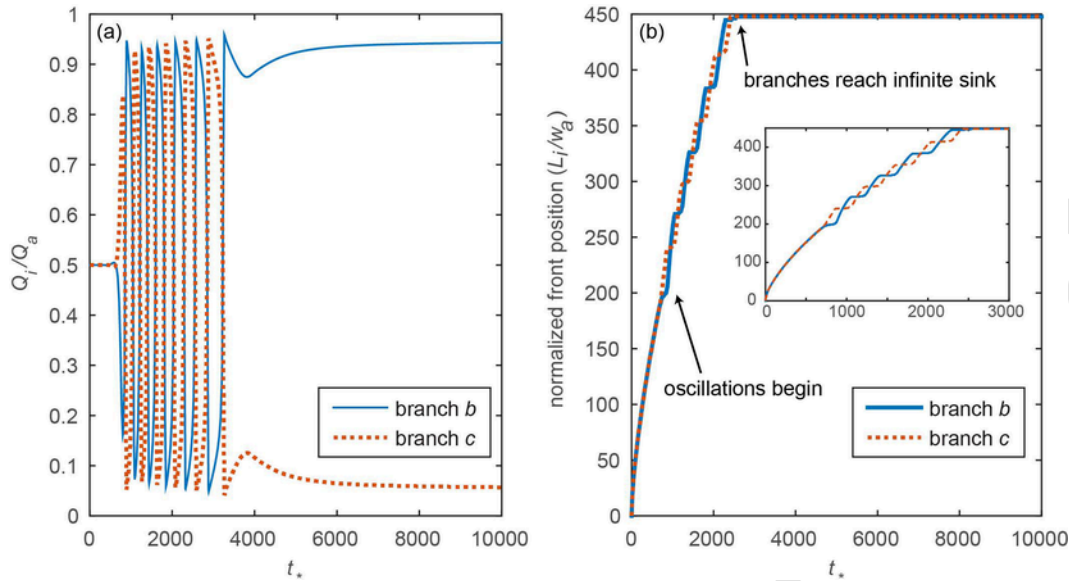 (a)
1
0.9
0.8
0.7
0.6
0.5
0.4
0.3
0.2
0.1
0
Q_i/Q_a
branch b
branch c
0 2000 4000 6000 8000 10000
t_*
(b)
450
400
350
300
250
200
150
100
50
0
normalized front position (L_i/w_a)
branches reach infinite sink
400
300
200
100
0
0 1000 2000 3000
oscillations begin
branch b
branch c
0 2000 4000 6000 8000 10000
t_*